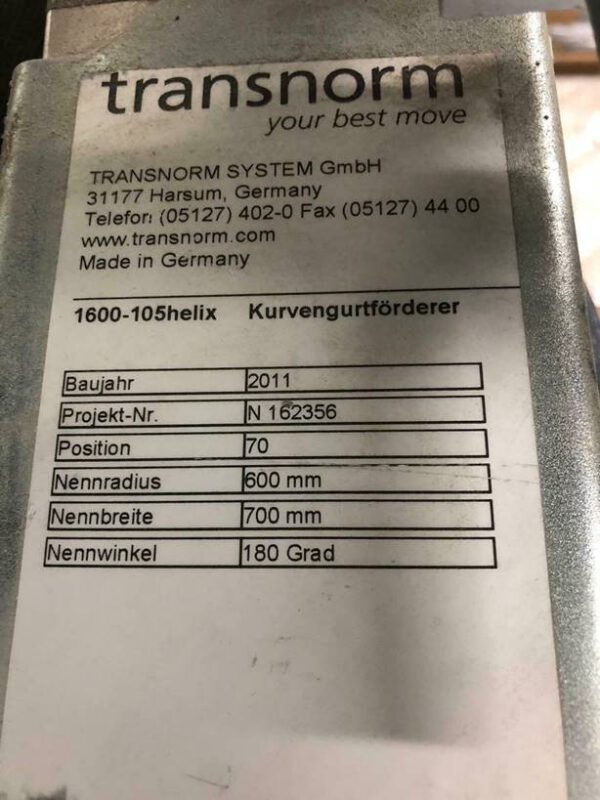 transnorm
your best move
TRANSNORM SYSTEM GmbH
31177 Harsum, Germany
Telefon (05127) 402-0 Fax (05127) 44 00
www.transnorm.com
Made in Germany
1600-105helix Kurvengurtförderer
Baujahr 2011
Projekt-Nr. N 162356
Position 70
Nennradius 600 mm
Nennbreite 700 mm
Nennwinkel 180 Grad